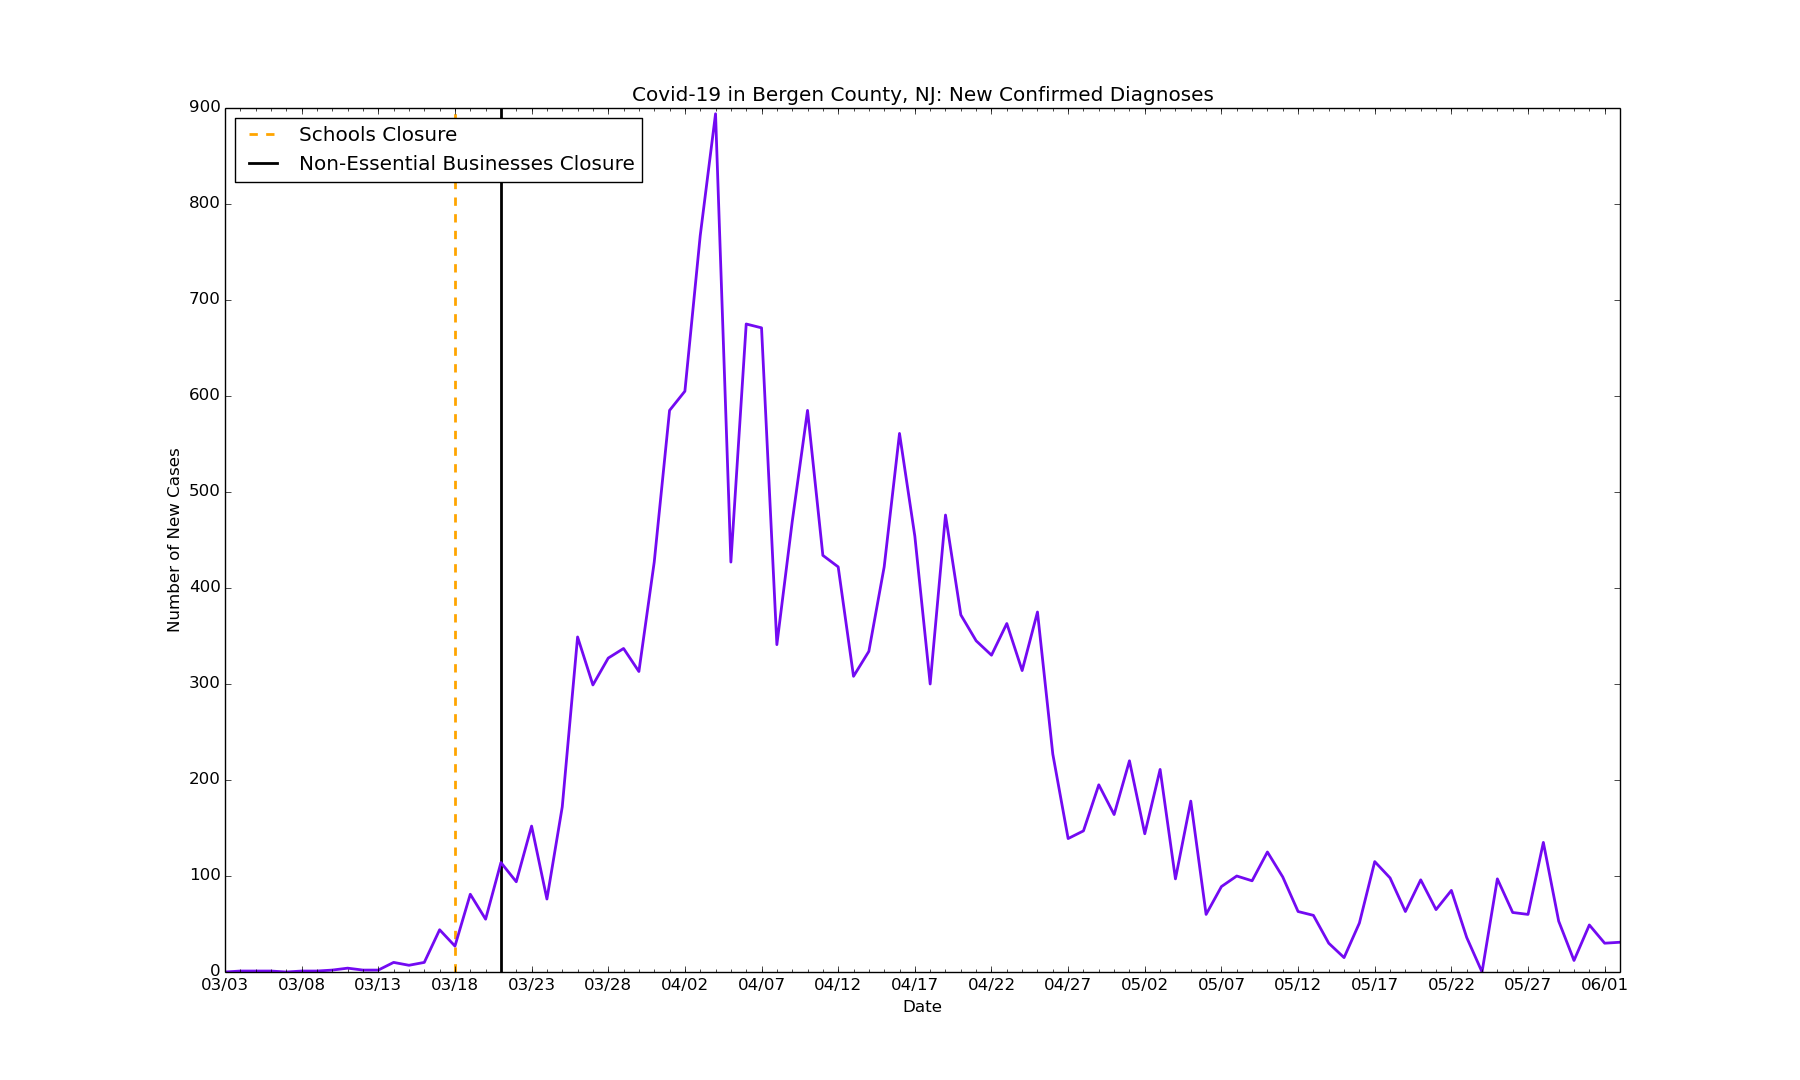 Covid-19 in Bergen County, NJ: New Confirmed Diagnoses
Schools Closure
Non-Essential Businesses Closure
Number of New Cases
900
800
700
600
500
400
300
200
100
0
03/03 03/08 03/13 03/18 03/23 03/28 04/02 04/07 04/12 04/17 04/22 04/27 05/02 05/07 05/12 05/17 05/22 05/27 06/01
Date